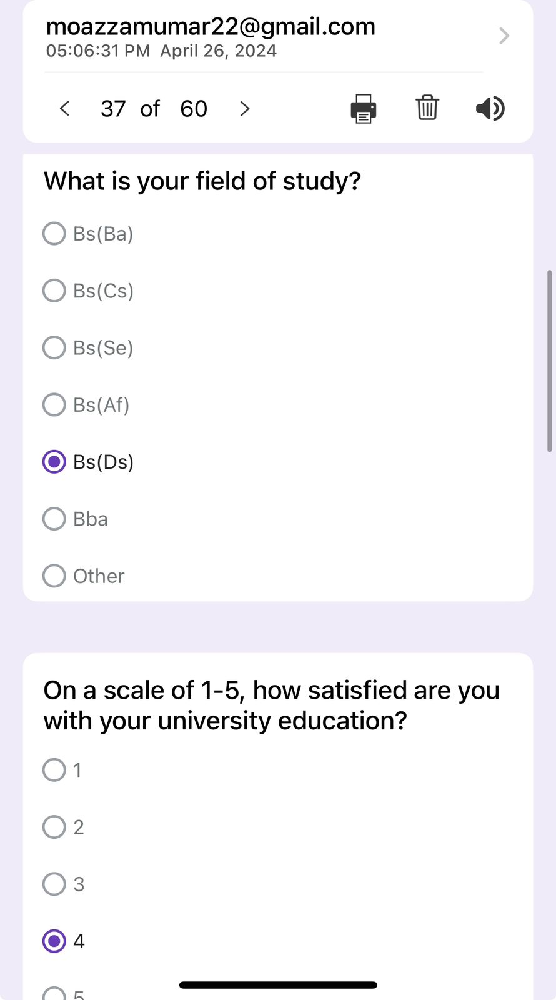 moazzamumar22@gmail.com
05:06:31 PM April 26, 2024
37 of 60
What is your field of study?
Bs(Ba)
Bs(Cs)
Bs(Se)
Bs(Af)
Bs(Ds)
Bba
Other
On a scale of 1-5, how satisfied are you
with your university education?
1
2
3
4
5